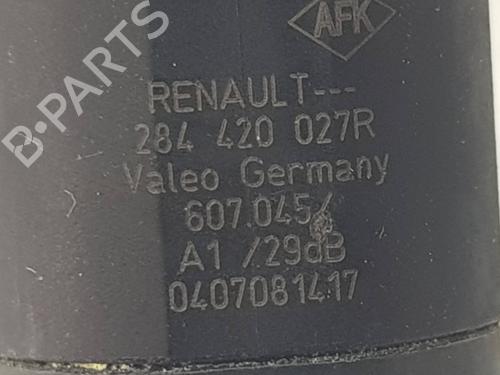 B-PARTS
AFK
RENAULT---
284 420 027R
Valeo Germany
607.045/
A1 /29dB
0407081417